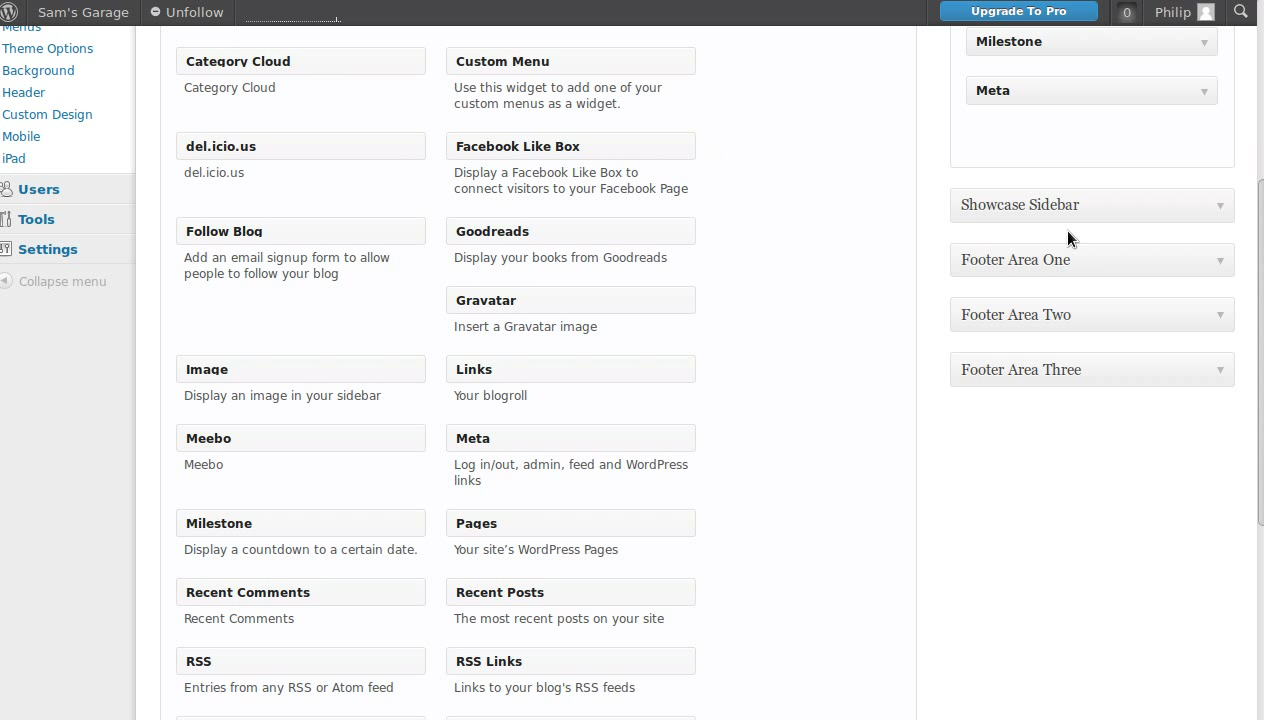 Sam's Garage
Unfollow
Upgrade To Pro
0
Philip
Menus
Theme Options
Background
Header
Custom Design
Mobile
iPad
Users
Tools
Settings
Collapse menu
Category Cloud
Category Cloud
Custom Menu
Use this widget to add one of your
custom menus as a widget.
del.icio.us
del.icio.us
Facebook Like Box
Display a Facebook Like Box to
connect visitors to your Facebook Page
Follow Blog
Add an email signup form to allow
people to follow your blog
Goodreads
Display your books from Goodreads
Gravatar
Insert a Gravatar image
Image
Display an image in your sidebar
Links
Your blogroll
Meebo
Meebo
Meta
Log in/out, admin, feed and WordPress
links
Milestone
Display a countdown to a certain date.
Pages
Your site’s WordPress Pages
Recent Comments
Recent Comments
Recent Posts
The most recent posts on your site
RSS
Entries from any RSS or Atom feed
RSS Links
Links to your blog's RSS feeds
Milestone
Meta
Showcase Sidebar
Footer Area One
Footer Area Two
Footer Area Three